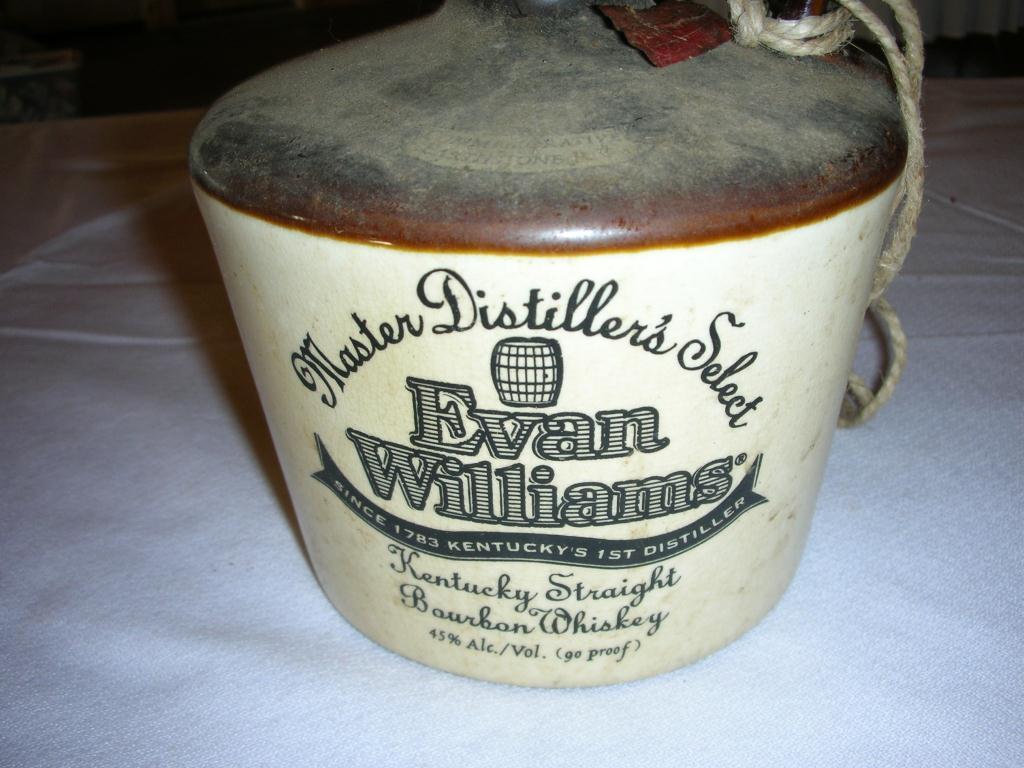 Master Distiller's Select
Evan
Williams®
SINCE 1783 KENTUCKY'S 1ST DISTILLER
Kentucky Straight
Bourbon Whiskey
45% Alc./Vol. (90 proof)